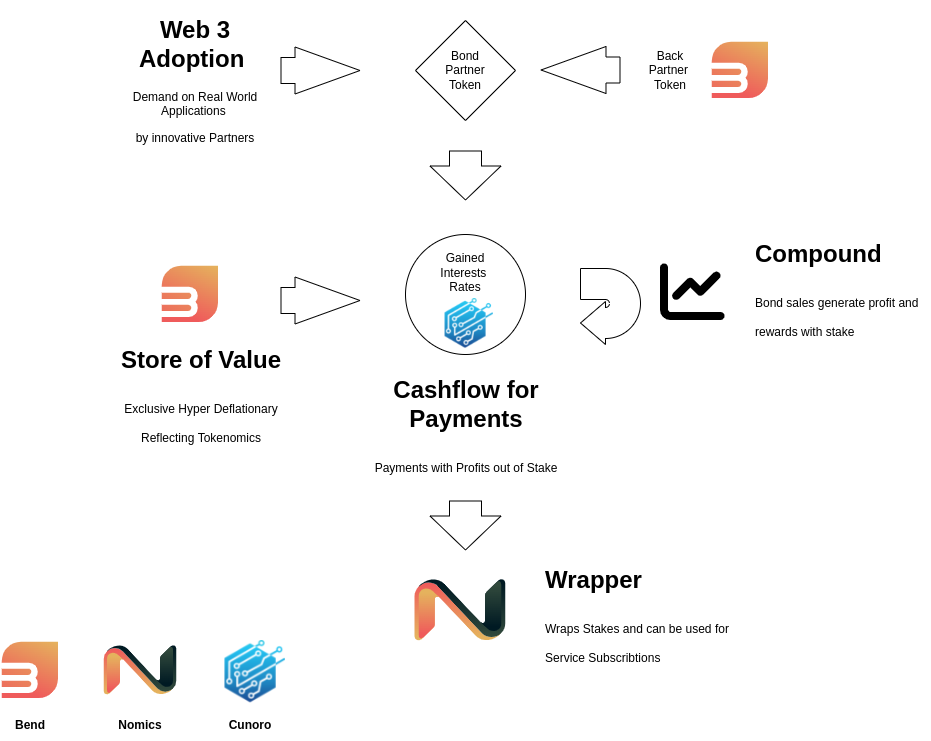 Web 3
Adoption
Demand on Real World
Applications
by innovative Partners
Bond
Partner
Token
Back
Partner
Token
Store of Value
Exclusive Hyper Deflationary
Reflecting Tokenomics
Gained
Interests
Rates
Cashflow for
Payments
Payments with Profits out of Stake
Compound
Bond sales generate profit and
rewards with stake
Wrapper
Wraps Stakes and can be used for
Service Subscribtions
Bend
Nomics
Cunoro